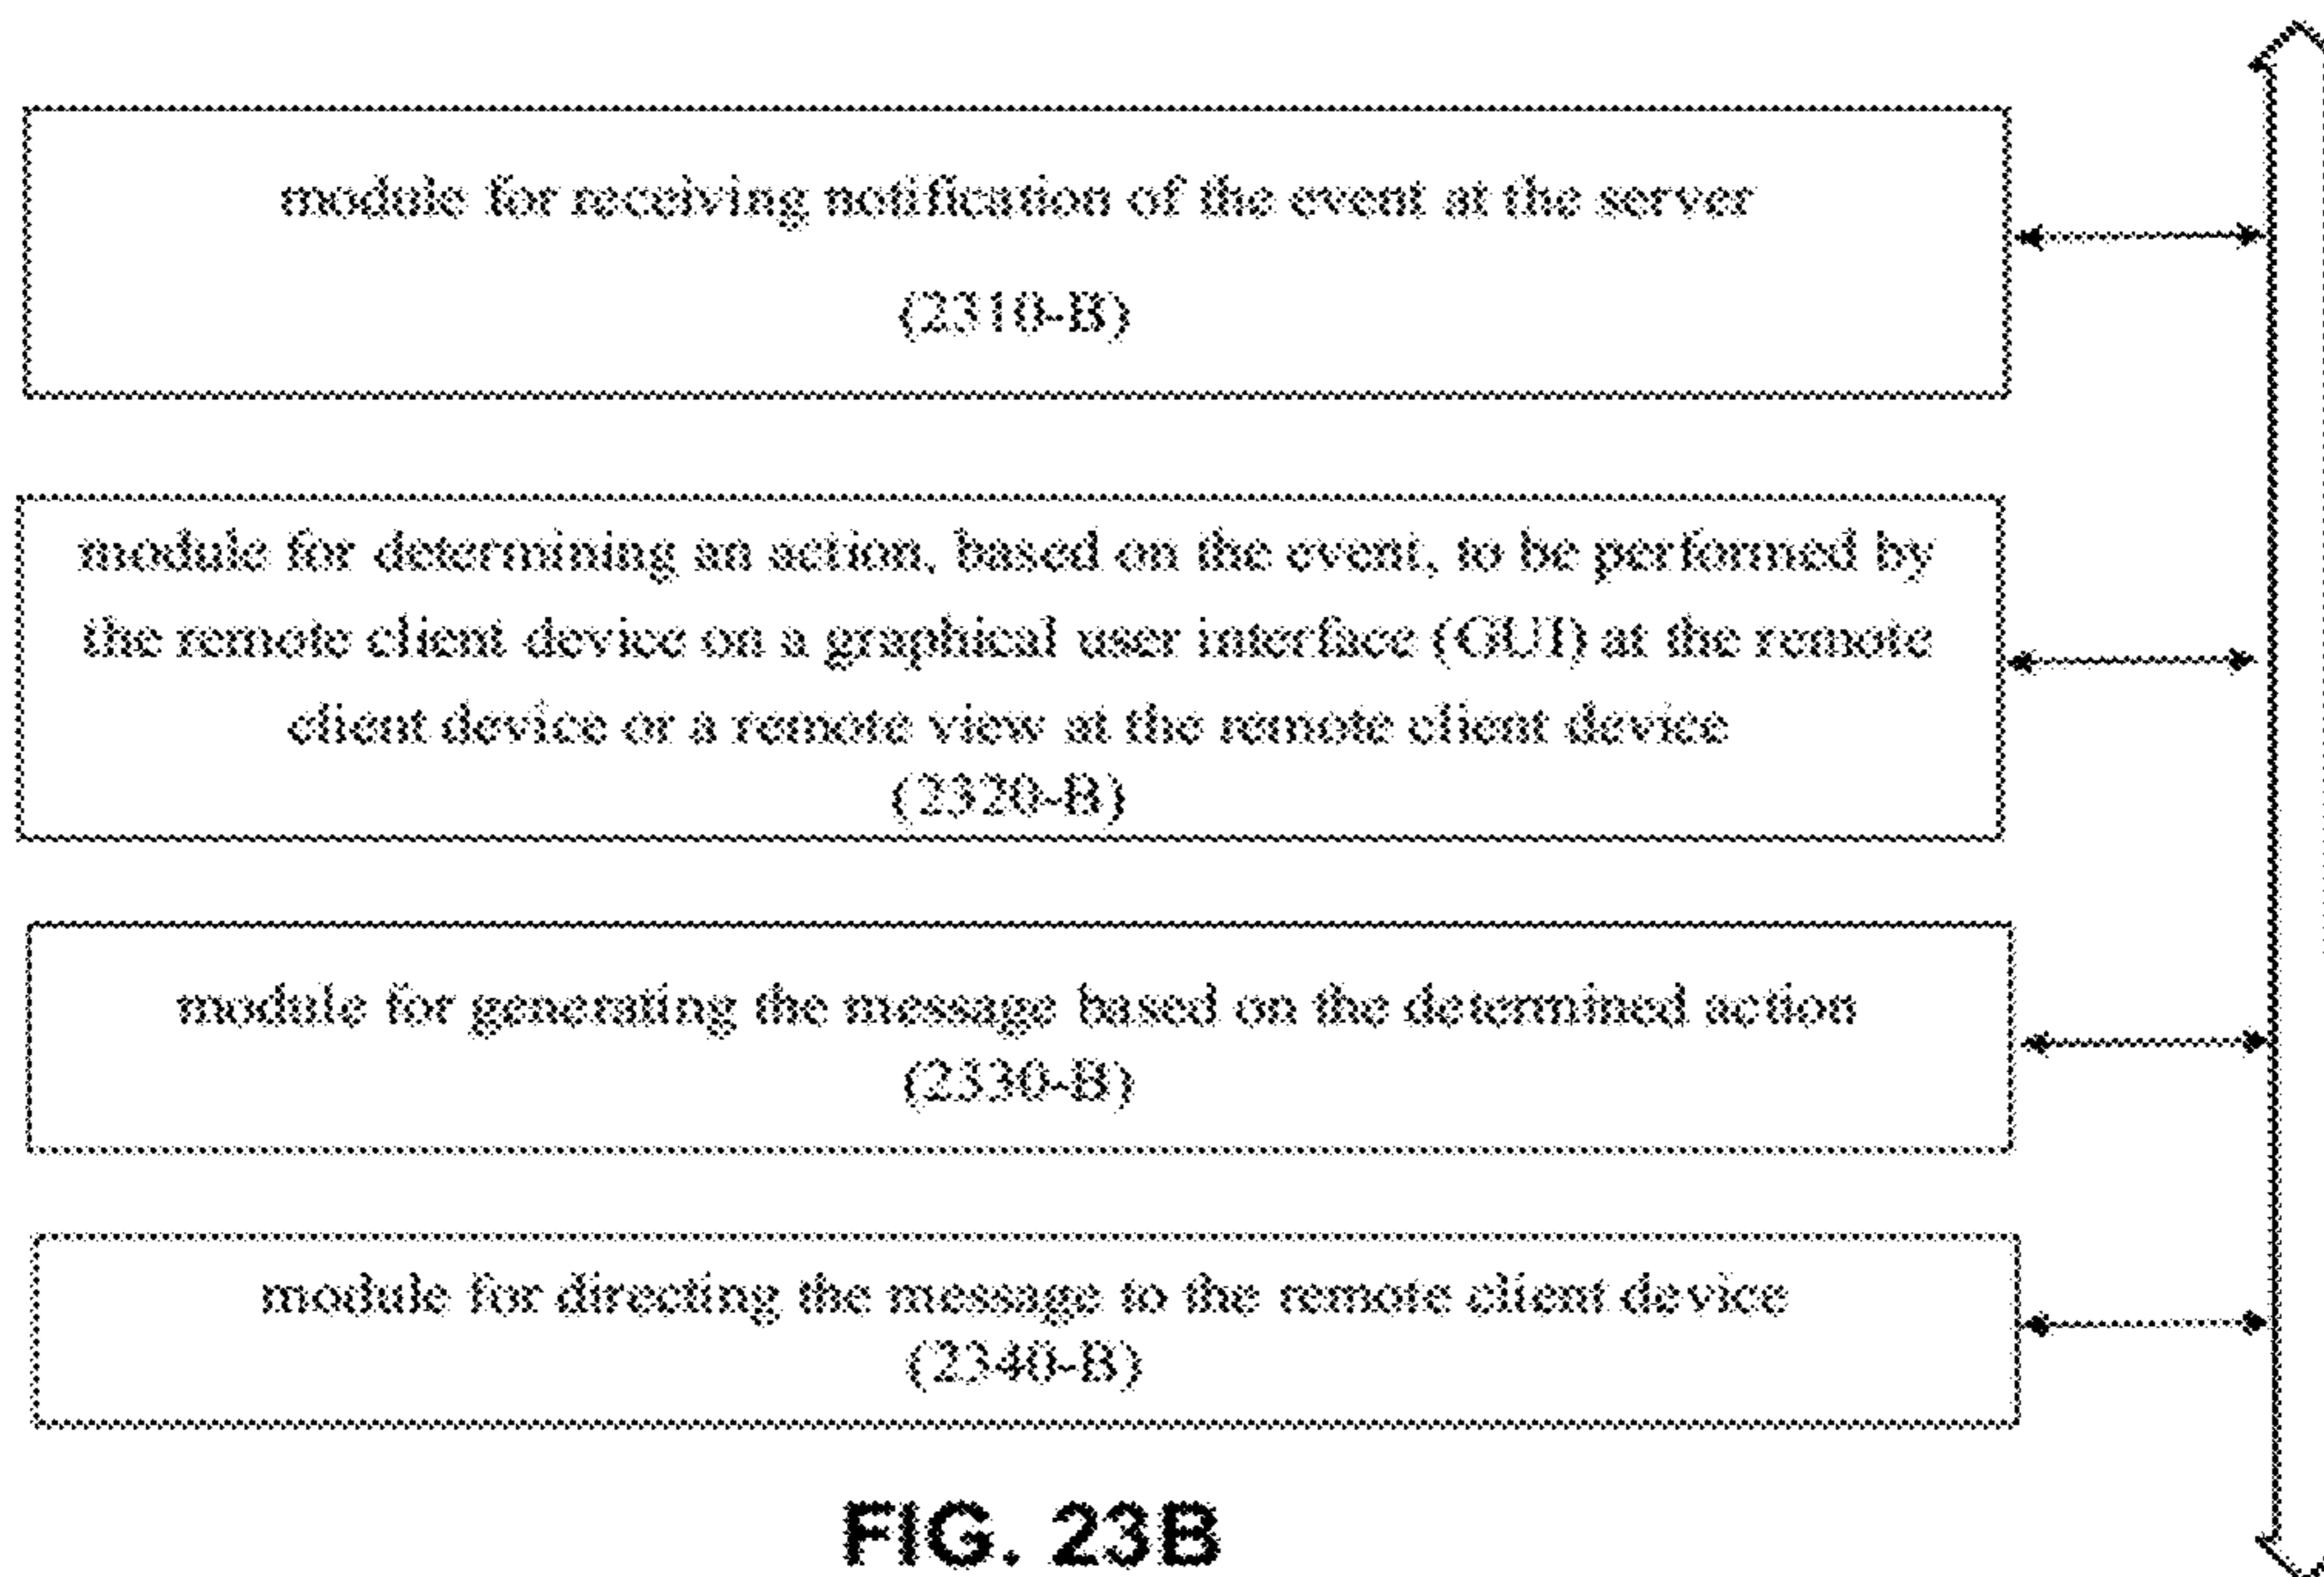 module for receiving notification of the event at the server
(2310-B)
module for determining an action, based on the event, to be performed by
the remote client device on a graphical user interface (GUI) at the remote
client device or a remote view at the remote client device
(2320-B)
module for generating the message based on the determined action
(2330-B)
module for directing the message to the remote client device
(2340-B)
FIG. 23B